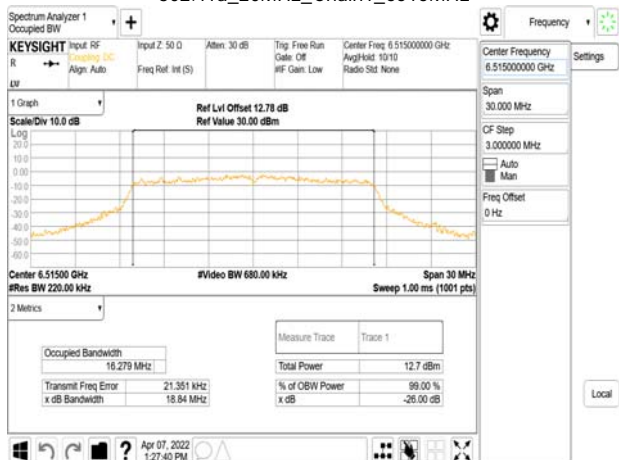 Spectrum Analyzer 1
Occupied BW
+
Frequency
KEYSIGHT
Input: RF
Coupling: DC
Align: Auto
R
LVI
Input Z: 50 Ω
Freq Ref: Int (S)
Atten: 30 dB
Trig: Free Run
Gate: Off
#IF Gain: Low
Center Freq: 6.515000000 GHz
Avg|Hold: 10/10
Radio Std: None
Center Frequency
6.515000000 GHz
Settings
Span
30.000 MHz
CF Step
3.000000 MHz
Auto
Man
Freq Offset
0 Hz
Local
1 Graph
Scale/Div 10.0 dB
Ref Lvl Offset 12.78 dB
Ref Value 30.00 dBm
Log
20.0
10.0
0.00
-10.0
-20.0
-30.0
-40.0
-50.0
-60.0
Center 6.51500 GHz
#Video BW 680.00 kHz
Span 30 MHz
#Res BW 220.00 kHz
Sweep 1.00 ms (1001 pts)
2 Metrics
Measure Trace
Trace 1
Occupied Bandwidth
16.279 MHz
Total Power
12.7 dBm
Transmit Freq Error
21.351 kHz
% of OBW Power
99.00 %
x dB Bandwidth
18.84 MHz
x dB
-26.00 dB
?
Apr 07, 2022
1:27:40 PM